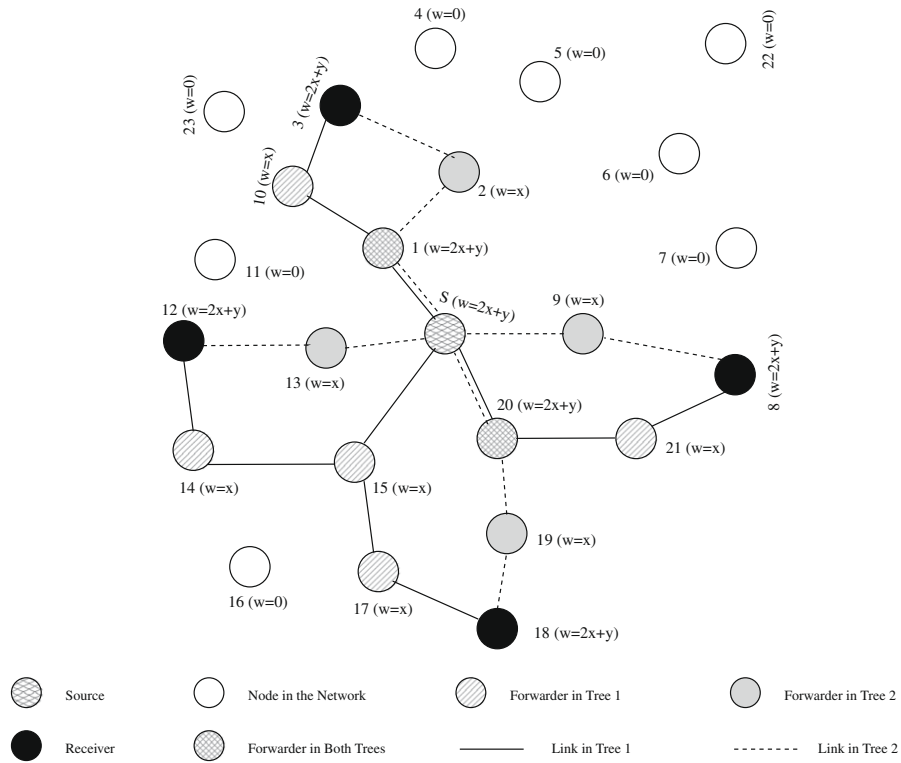 4 (w=0)
22 (w=0)
5 (w=0)
3 (w=2x+y)
23 (w=0)
10 (w=x)
2 (w=x)
6 (w=0)
1 (w=2x+y)
7 (w=0)
11 (w=0)
S (w=2x+y)
9 (w=x)
12 (w=2x+y)
13 (w=x)
8 (w=2x+y)
20 (w=2x+y)
21 (w=x)
14 (w=x)
15 (w=x)
19 (w=x)
16 (w=0)
17 (w=x)
18 (w=2x+y)
Source
Node in the Network
Forwarder in Tree 1
Forwarder in Tree 2
Receiver
Forwarder in Both Trees
Link in Tree 1
Link in Tree 2